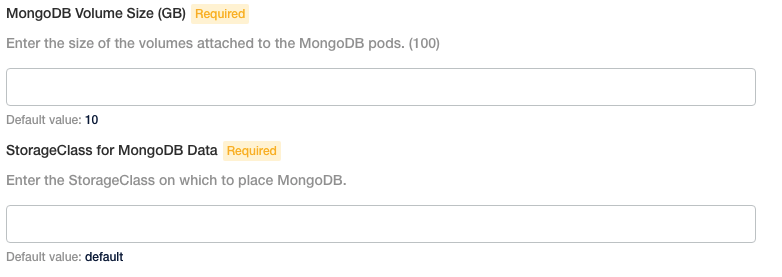 MongoDB Volume Size (GB) Required
Enter the size of the volumes attached to the MongoDB pods. (100)
Default value: 10
StorageClass for MongoDB Data Required
Enter the StorageClass on which to place MongoDB.
Default value: default